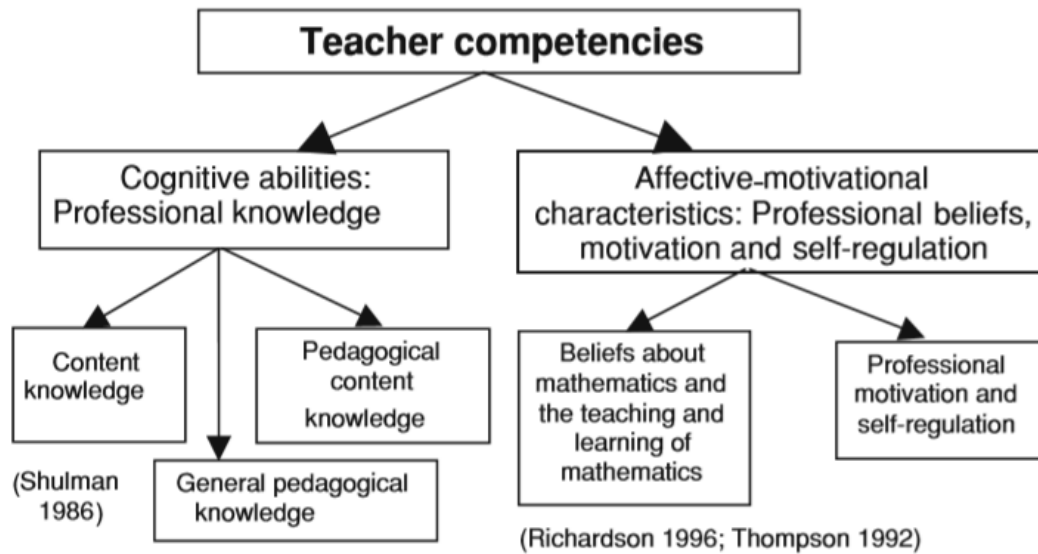 Teacher competencies
Cognitive abilities:
Professional knowledge
Affective-motivational
characteristics: Professional beliefs,
motivation and self-regulation
Content
knowledge
Pedagogical
content
knowledge
General pedagogical
knowledge
(Shulman
1986)
Beliefs about
mathematics and
the teaching and
learning of
mathematics
Professional
motivation and
self-regulation
(Richardson 1996; Thompson 1992)